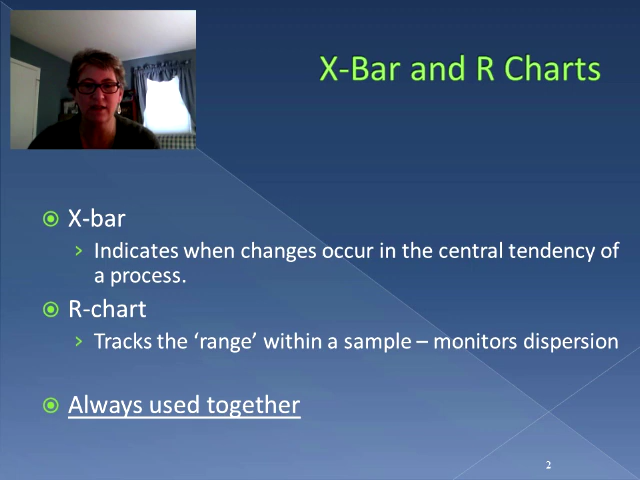 X-Bar and R Charts
X-bar
Indicates when changes occur in the central tendency of
a process.
R-chart
Tracks the ‘range’ within a sample – monitors dispersion
Always used together
2